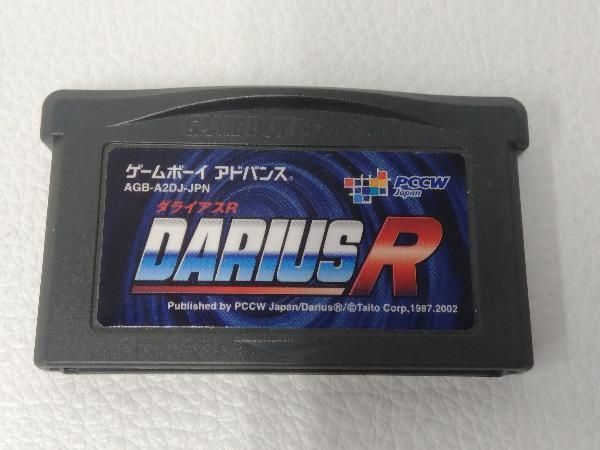 GAME BOY ADVANCE
ゲームボーイ アドバンス
AGB-A2DJ-JPN
PCCW
Japan
ダライアスR
DARIUS R
Published by PCCW Japan/Darius®/©Taito Corp,1987.2002